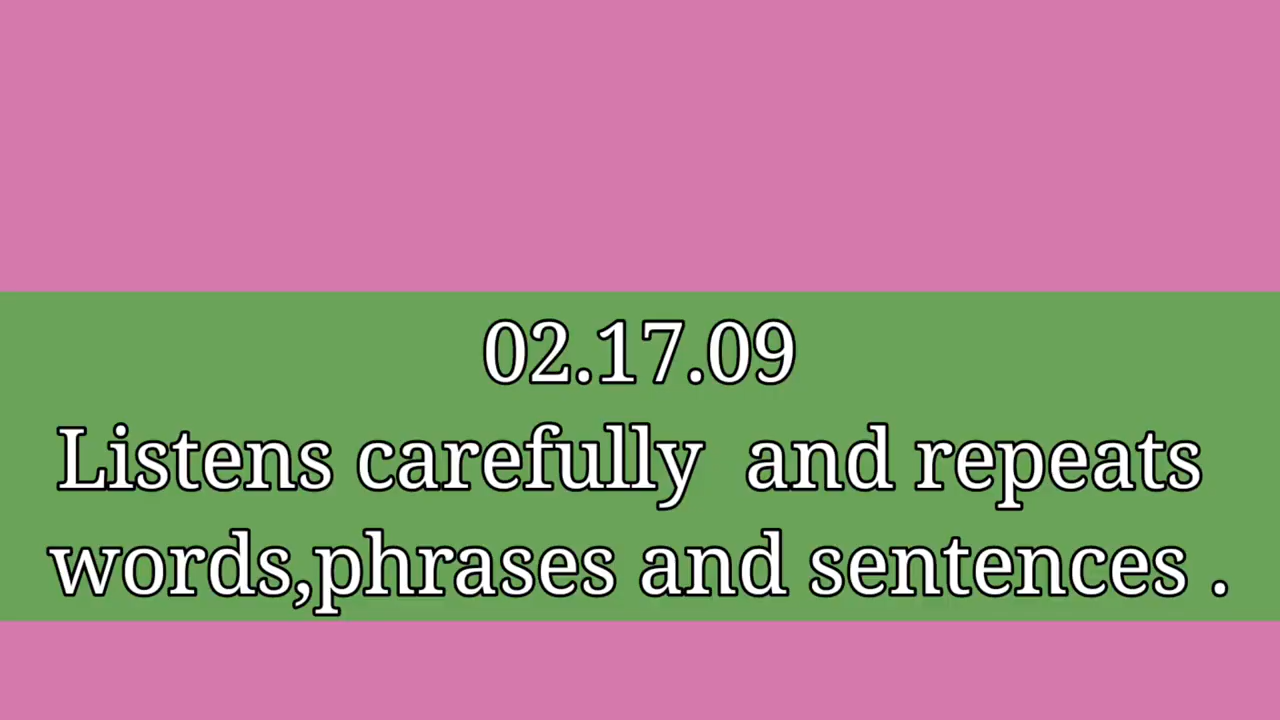 02.17.09
Listens carefully  and repeats
words,phrases and sentences .